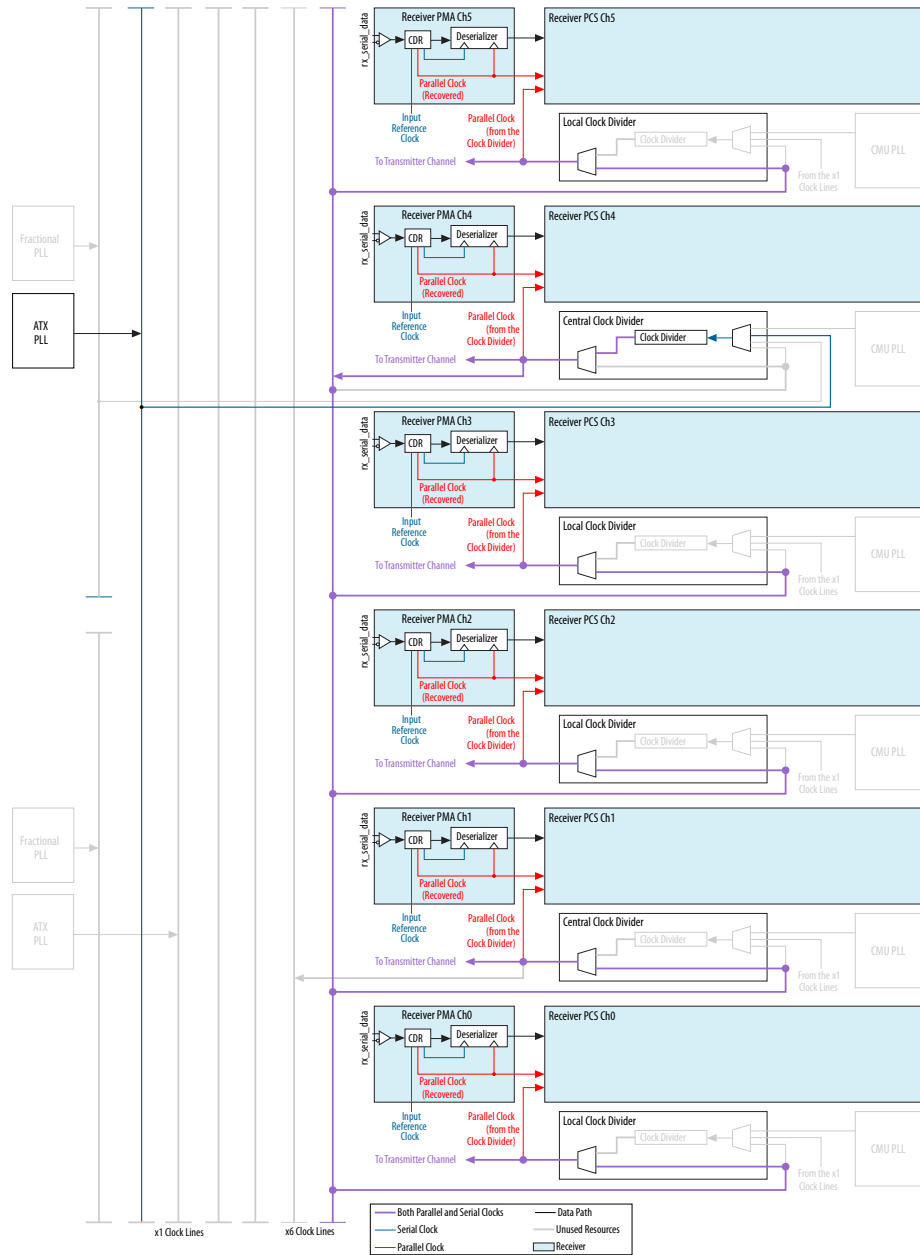 Receiver PMA Ch5
Receiver PCS Ch5
rx_serial_data
CDR
Deserializer
Parallel Clock
(Recovered)
Input
Reference
Clock
Parallel Clock
(from the
Clock Divider)
To Transmitter Channel
Local Clock Divider
Clock Divider
From the x1
Clock Lines
CMU PLL
Fractional
PLL
ATX
PLL
Receiver PMA Ch4
Receiver PCS Ch4
rx_serial_data
CDR
Deserializer
Parallel Clock
(Recovered)
Input
Reference
Clock
Parallel Clock
(from the
Clock Divider)
To Transmitter Channel
Central Clock Divider
Clock Divider
CMU PLL
Receiver PMA Ch3
Receiver PCS Ch3
rx_serial_data
CDR
Deserializer
Parallel Clock
(Recovered)
Input
Reference
Clock
Parallel Clock
(from the
Clock Divider)
To Transmitter Channel
Local Clock Divider
Clock Divider
From the x1
Clock Lines
CMU PLL
Receiver PMA Ch2
Receiver PCS Ch2
rx_serial_data
CDR
Deserializer
Parallel Clock
(Recovered)
Input
Reference
Clock
Parallel Clock
(from the
Clock Divider)
To Transmitter Channel
Local Clock Divider
Clock Divider
From the x1
Clock Lines
CMU PLL
Fractional
PLL
ATX
PLL
Receiver PMA Ch1
Receiver PCS Ch1
rx_serial_data
CDR
Deserializer
Parallel Clock
(Recovered)
Input
Reference
Clock
Parallel Clock
(from the
Clock Divider)
To Transmitter Channel
Central Clock Divider
Clock Divider
From the x1
Clock Lines
CMU PLL
Receiver PMA Ch0
Receiver PCS Ch0
rx_serial_data
CDR
Deserializer
Parallel Clock
(Recovered)
Input
Reference
Clock
Parallel Clock
(from the
Clock Divider)
To Transmitter Channel
Local Clock Divider
Clock Divider
From the x1
Clock Lines
CMU PLL
x1 Clock Lines
x6 Clock Lines
Both Parallel and Serial Clocks
Serial Clock
Parallel Clock
Data Path
Unused Resources
Receiver